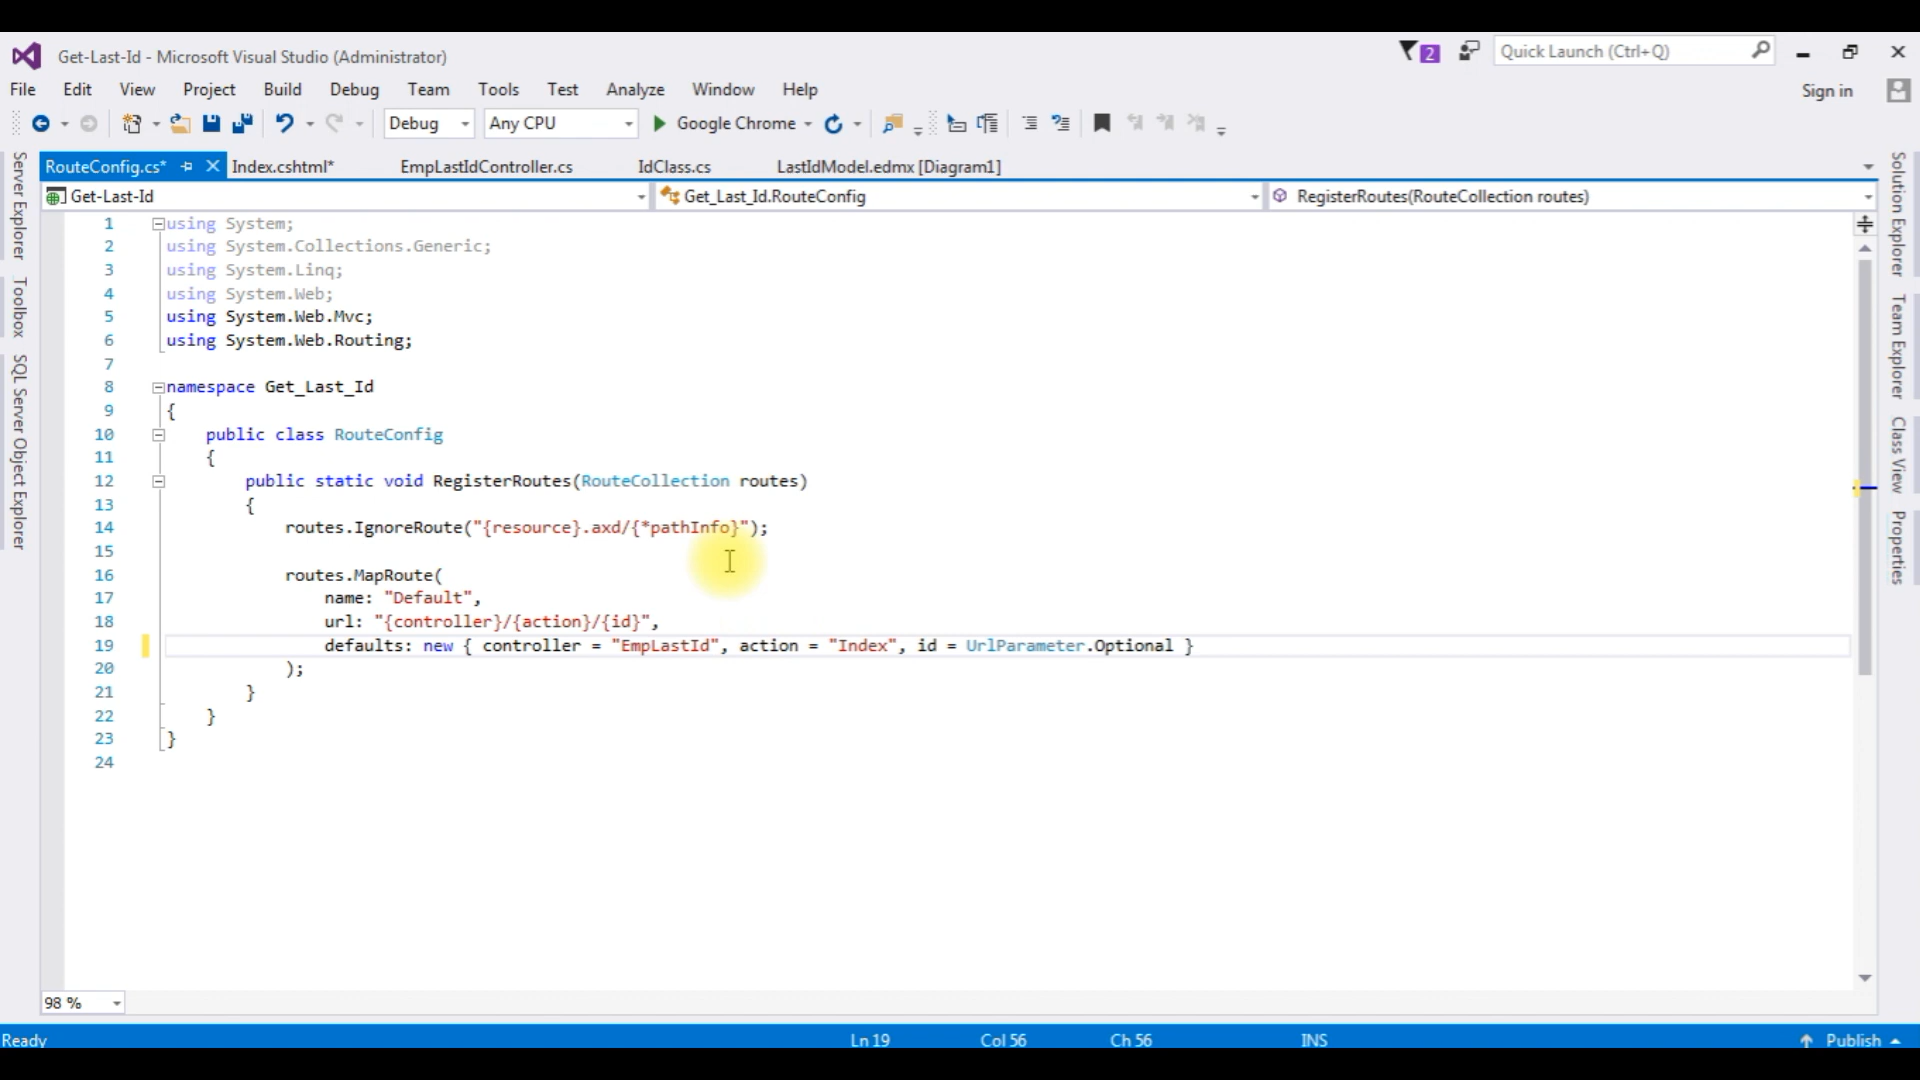 Get-Last-Id - Microsoft Visual Studio (Administrator)
2
Quick Launch (Ctrl+Q)
File Edit View Project Build Debug Team Tools Test Analyze Window Help
Sign in
Debug Any CPU Google Chrome
RouteConfig.cs* Index.cshtml* EmpLastIdController.cs IdClass.cs LastIdModel.edmx [Diagram1]
Get-Last-Id Get_Last_Id.RouteConfig RegisterRoutes(RouteCollection routes)
Server Explorer
Toolbox
SQL Server Object Explorer
1 using System;
2 using System.Collections.Generic;
3 using System.Linq;
4 using System.Web;
5 using System.Web.Mvc;
6 using System.Web.Routing;
7
8 namespace Get_Last_Id
9 {
10 public class RouteConfig
11 {
12 public static void RegisterRoutes(RouteCollection routes)
13 {
14 routes.IgnoreRoute("{resource}.axd/{*pathInfo}");
15
16 routes.MapRoute(
17 name: "Default",
18 url: "{controller}/{action}/{id}",
19 defaults: new { controller = "EmpLastId", action = "Index", id = UrlParameter.Optional }
20 );
21 }
22 }
23 }
24
Solution Explorer
Team Explorer
Class View
Properties
98 %
Ready Ln 19 Col 56 Ch 56 INS Publish